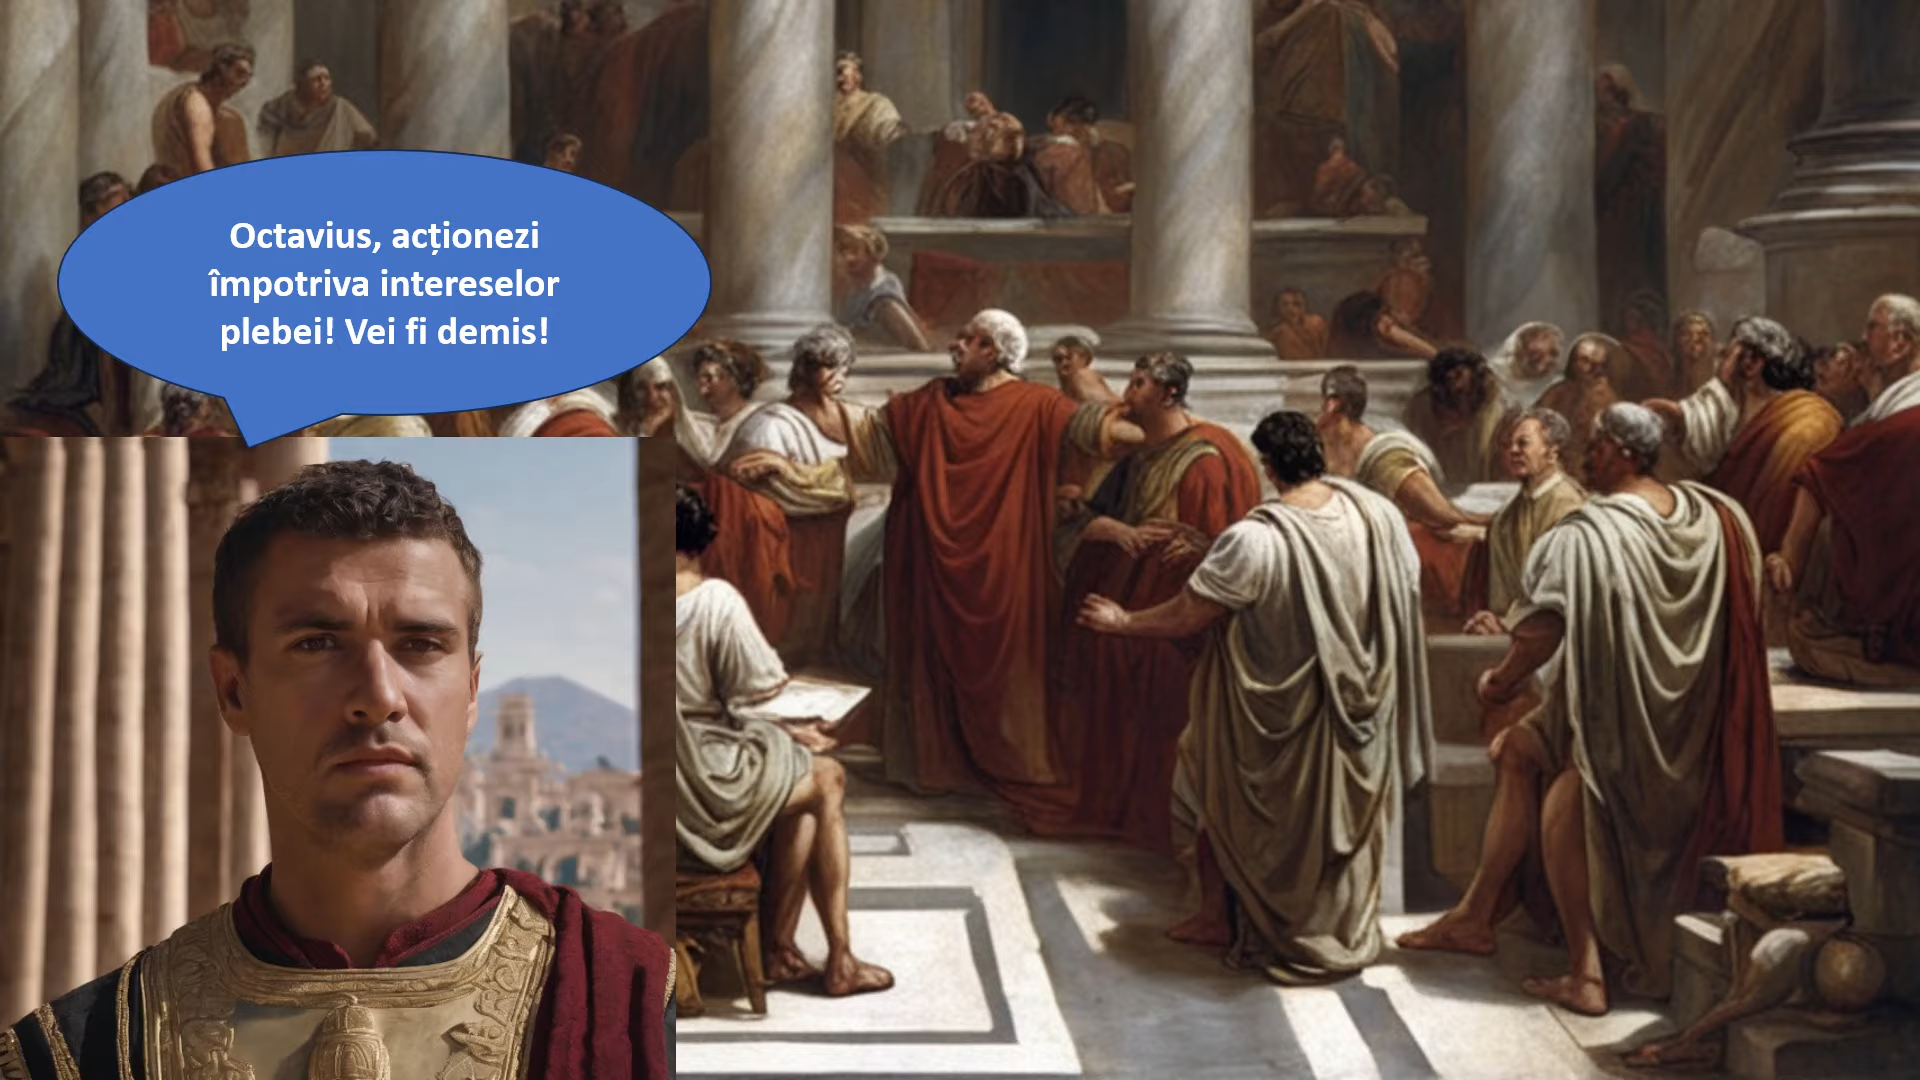 Octavius, acționezi
împotriva intereselor
plebei! Vei fi demis!